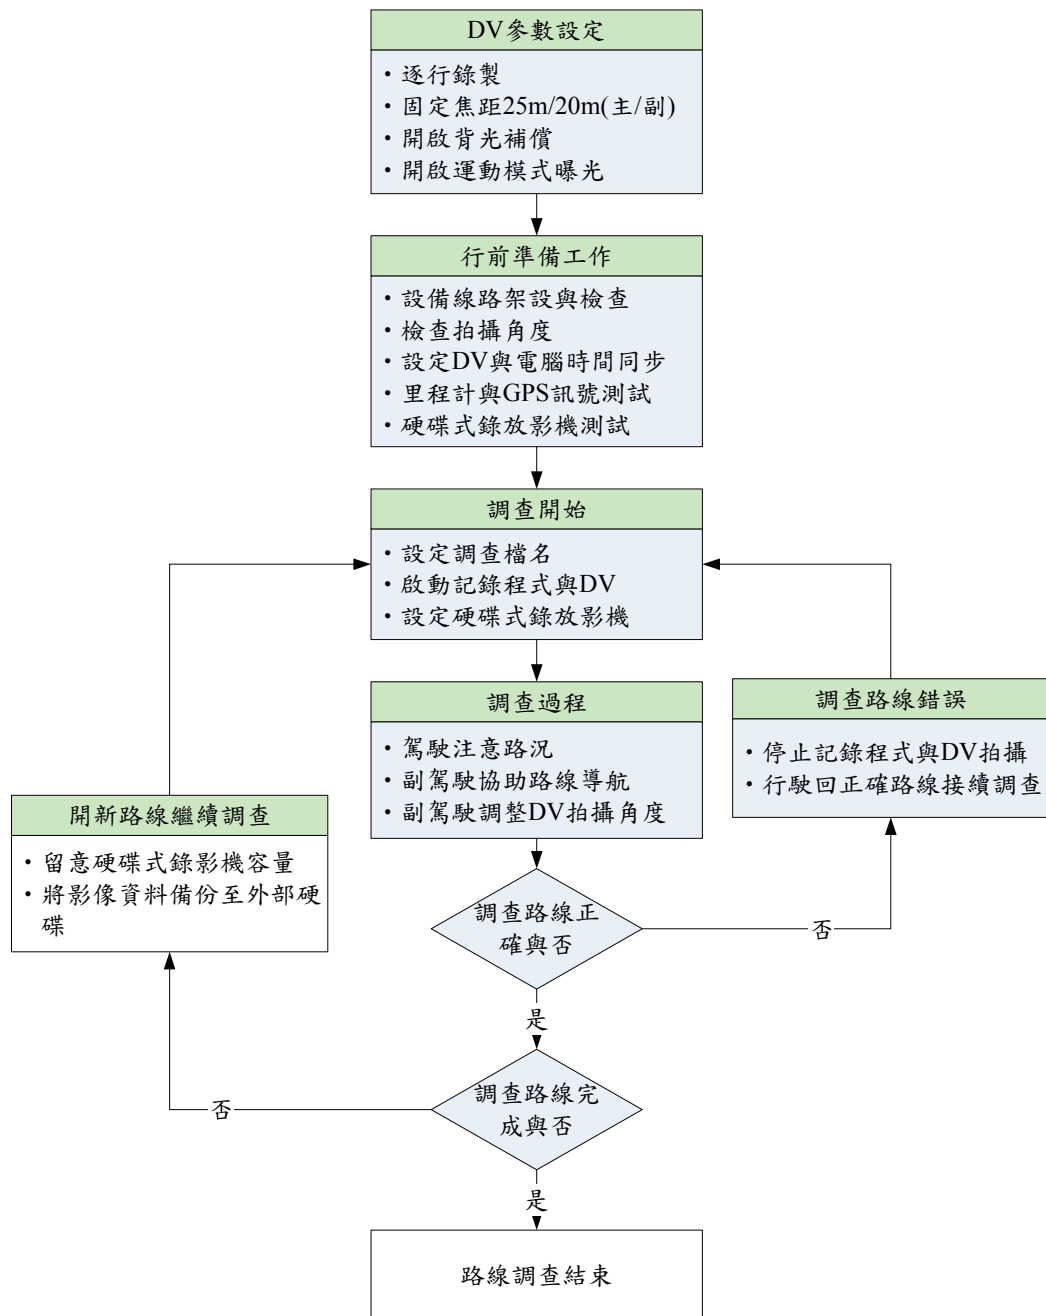 DV參數設定
・逐行錄製
・固定焦距25m/20m(主/副)
・開啟背光補償
・開啟運動模式曝光
行前準備工作
・設備線路架設與檢查
・檢查拍攝角度
・設定DV與電腦時間同步
・里程計與GPS訊號測試
・硬碟式錄放影機測試
調查開始
・設定調查檔名
・啟動記錄程式與DV
・設定硬碟式錄放影機
調查過程
・駕駛注意路況
・副駕駛協助路線導航
・副駕駛調整DV拍攝角度
調查路線錯誤
・停止記錄程式與DV拍攝
・行駛回正確路線接續調查
開新路線繼續調查
・留意硬碟式錄影機容量
・將影像資料備份至外部硬
碟
調查路線正
確與否
否
是
調查路線完
成與否
否
是
路線調查結束